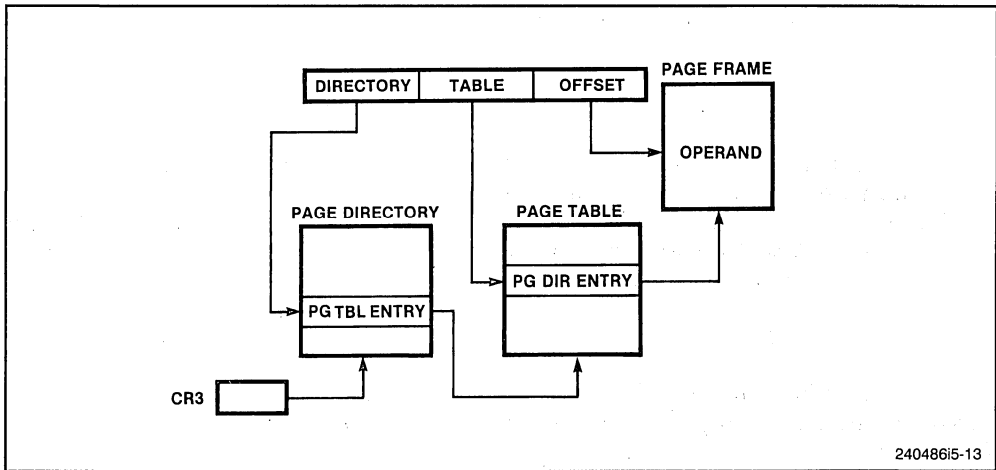 PAGE FRAME
DIRECTORY TABLE OFFSET
OPERAND
PAGE DIRECTORY PAGE TABLE
PG DIR ENTRY
PG TBL ENTRY
CR3
240486i5-13